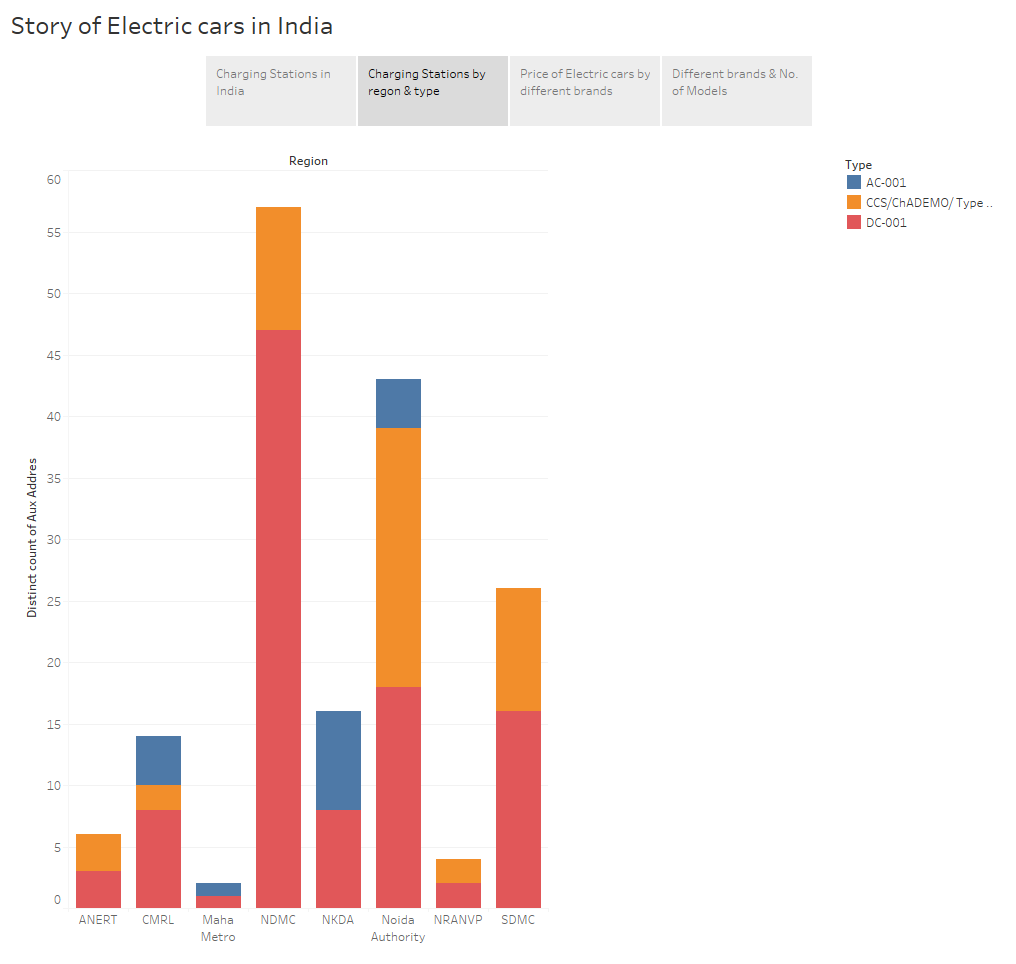 Story of Electric cars in India
Charging Stations in
India
Charging Stations by
regon & type
Price of Electric cars by
different brands
Different brands & No.
of Models
Region
60
55
50
45
40
35
30
25
20
15
10
5
0
Distinct count of Aux Addres
ANERT
CMRL
Maha
Metro
NDMC
NKDA
Noida
Authority
NRANVP
SDMC
Type
AC-001
CCS/ChADEMO/ Type ..
DC-001